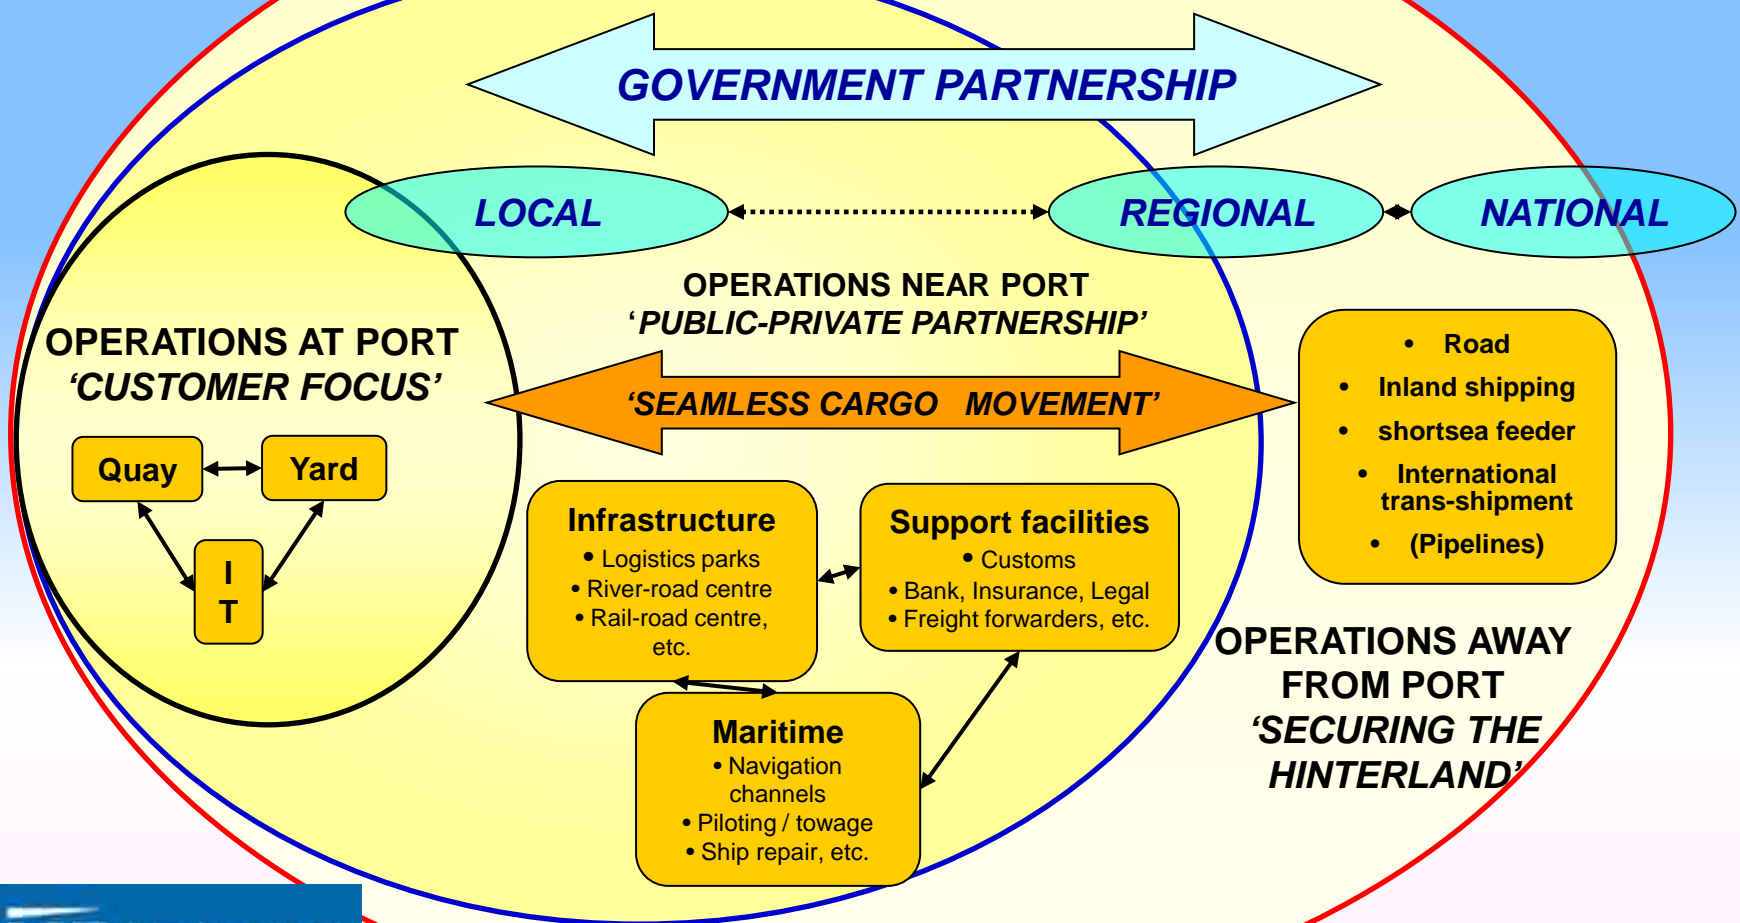 GOVERNMENT PARTNERSHIP
LOCAL
REGIONAL
NATIONAL
OPERATIONS AT PORT
‘CUSTOMER FOCUS’
Quay
Yard
I
T
OPERATIONS NEAR PORT
‘PUBLIC-PRIVATE PARTNERSHIP’
‘SEAMLESS CARGO MOVEMENT’
Infrastructure
• Logistics parks
• River-road centre
• Rail-road centre,
etc.
Support facilities
• Customs
• Bank, Insurance, Legal
• Freight forwarders, etc.
Maritime
• Navigation
channels
• Piloting / towage
• Ship repair, etc.
• Road
• Inland shipping
• shortsea feeder
• International
trans-shipment
• (Pipelines)
OPERATIONS AWAY
FROM PORT
‘SECURING THE
HINTERLAND’